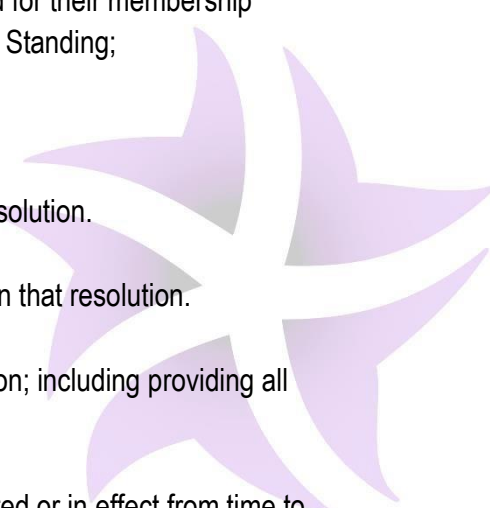 d for their membership
Standing;
solution.
n that resolution.
on; including providing all
ed or in effect from time to